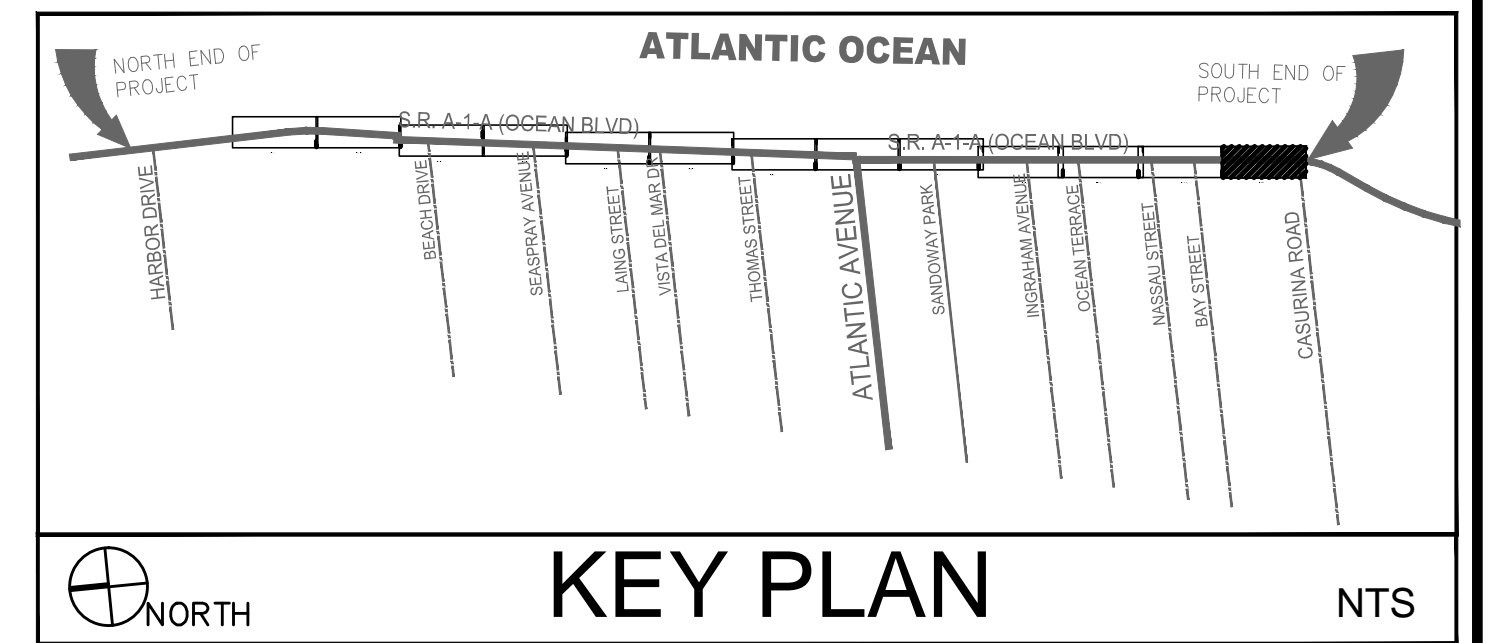 ATLANTIC OCEAN
NORTH END OF
PROJECT
SOUTH END OF
PROJECT
S.R. A-1-A (OCEAN BLVD)
S.R. A-1-A (OCEAN BLVD)
HARBOR DRIVE
BEACH DRIVE
SEASPRAY AVENUE
LAING STREET
VISTA DEL MAR DR
THOMAS STREET
ATLANTIC AVENUE
SANDOWAY PARK
INGRAHAM AVENUE
OCEAN TERRACE
NASSAU STREET
BAY STREET
CASURINA ROAD
NORTH
KEY PLAN
NTS